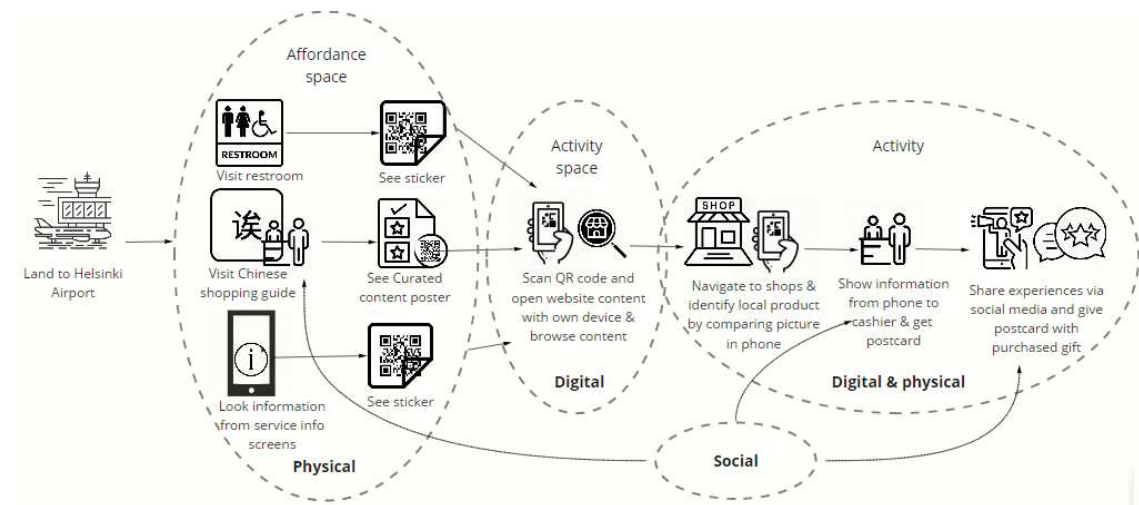 Affordance
space
RESTROOM
Visit restroom
See sticker
Land to Helsinki
Airport
诶
Visit Chinese
shopping guide
See Curated
content poster
i
Look information
from service info
screens
See sticker
Physical
Activity
space
Scan QR code and
open website content
with own device &
browse content
Digital
Activity
SHOP
Navigate to shops &
identify local product
by comparing picture
in phone
Show information
from phone to
cashier & get
postcard
Share experiences via
social media and give
postcard with
purchased gift
Digital & physical
Social